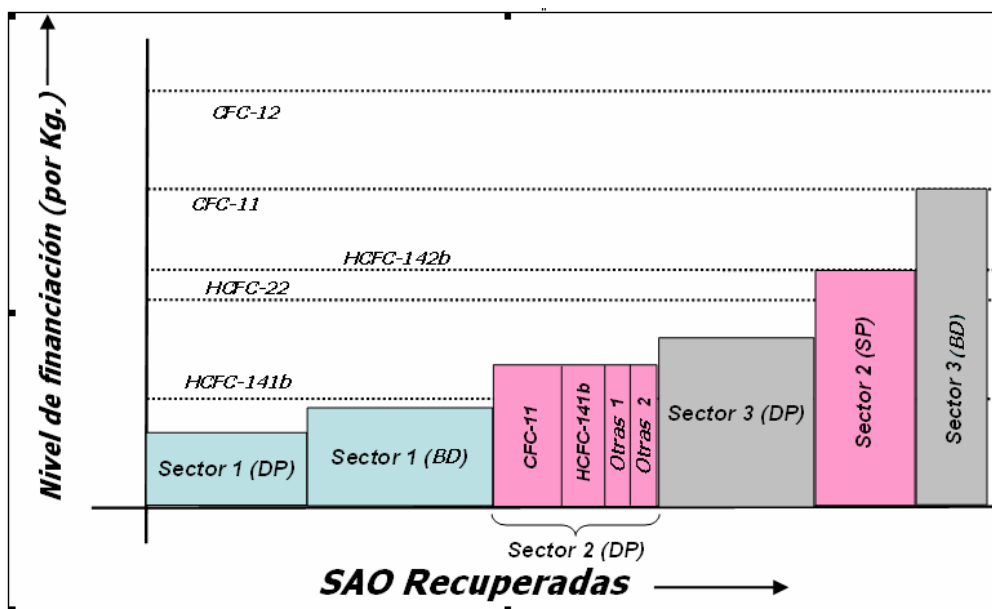 Nivel de financiación (por Kg.)
CFC-12
CFC-11
HCFC-142b
HCFC-22
HCFC-141b
Sector 1 (DP)
Sector 1 (BD)
CFC-11
HCFC-141b
Otras 1
Otras 2
Sector 3 (DP)
Sector 2 (SP)
Sector 3 (BD)
Sector 2 (DP)
SAO Recuperadas